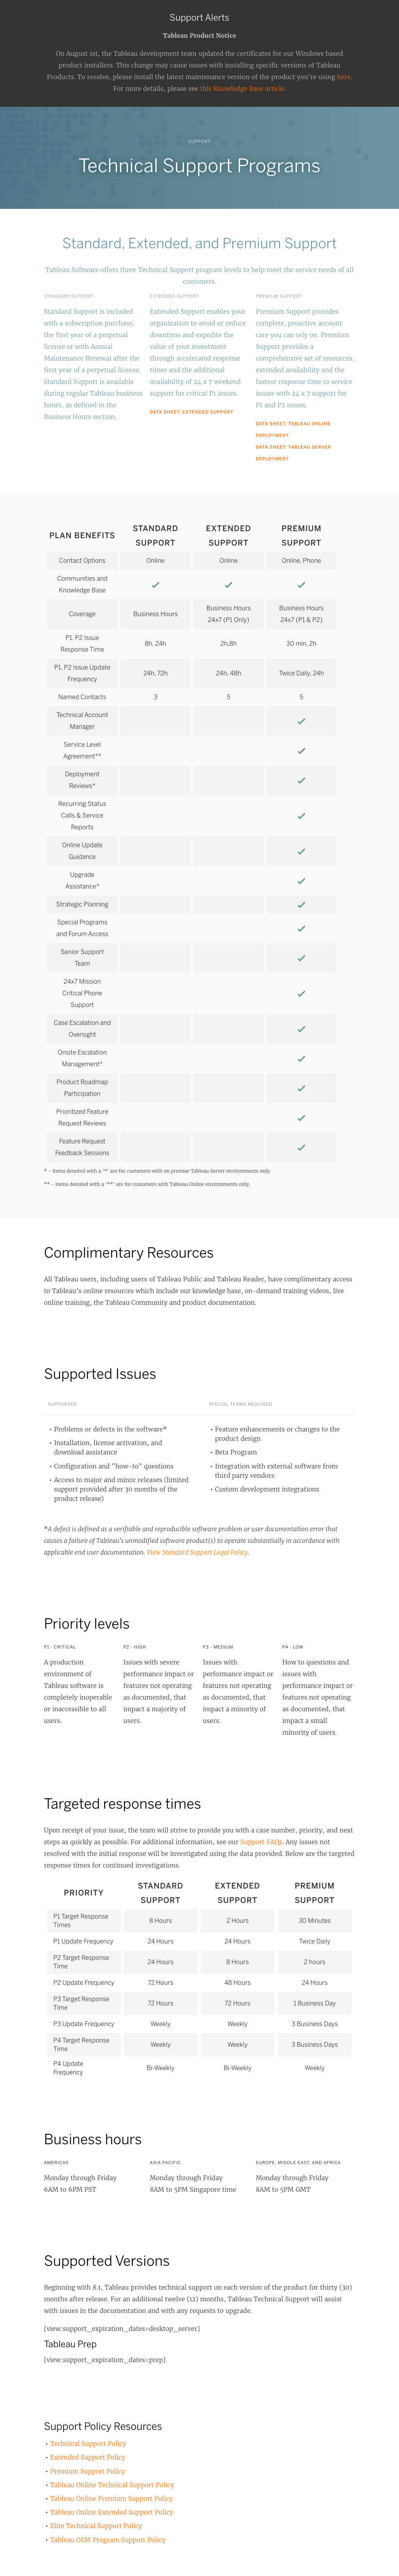 Support Alerts
Tableau Product Notice
On August 1st, the Tableau development team updated the certificates for our Windows based
product installers. This change may cause issues with installing specific versions of Tableau
Products. To resolve, please install the latest maintenance version of the product you're using here.
For more details, please see this Knowledge Base article.
SUPPORT
Technical Support Programs
Standard, Extended, and Premium Support
Tableau Software offers three Technical Support program levels to help meet the service needs of all
customers.
STANDARD SUPPORT
Standard Support is included
with a subscription purchase,
the first year of a perpetual
license or with Annual
Maintenance Renewal after the
first year of a perpetual license.
Standard Support is available
during regular Tableau business
hours, as defined in the
Business Hours section.
EXTENDED SUPPORT
Extended Support enables your
organization to avoid or reduce
downtime and expedite the
value of your investment
through accelerated response
times and the additional
availability of 24 x 7 weekend
support for critical P1 issues.
DATA SHEET: EXTENDED SUPPORT
PREMIUM SUPPORT
Premium Support provides
complete, proactive account
care you can rely on. Premium
Support provides a
comprehensive set of resources,
extended availability and the
fastest response time to service
issues with 24 x 7 support for
P1 and P2 issues.
DATA SHEET: TABLEAU ONLINE
DEPLOYMENT
DATA SHEET: TABLEAU SERVER
DEPLOYMENT
PLAN BENEFITS STANDARD SUPPORT EXTENDED SUPPORT PREMIUM SUPPORT
Contact Options Online Online Online, Phone
Communities and
Knowledge Base ✓ ✓ ✓
Coverage Business Hours Business Hours 24x7 (P1 Only) Business Hours 24x7 (P1 & P2)
P1, P2 Issue
Response Time 8h, 24h 2h,8h 30 min, 2h
P1, P2 Issue Update
Frequency 24h, 72h 24h, 48h Twice Daily, 24h
Named Contacts 3 5 5
Technical Account
Manager ✓
Service Level
Agreement** ✓
Deployment
Reviews* ✓
Recurring Status
Calls & Service
Reports ✓
Online Update
Guidance ✓
Upgrade
Assistance* ✓
Strategic Planning ✓
Special Programs
and Forum Access ✓
Senior Support
Team ✓
24x7 Mission
Critical Phone
Support ✓
Case Escalation and
Oversight ✓
Onsite Escalation
Management* ✓
Product Roadmap
Participation ✓
Prioritized Feature
Request Reviews ✓
Feature Request
Feedback Sessions ✓
* - items denoted with a '*' are for customers with on premise Tableau Server environments only.
** - items denoted with a '**' are for customers with Tableau Online environments only.
Complimentary Resources
All Tableau users, including users of Tableau Public and Tableau Reader, have complimentary access
to Tableau's online resources which include our knowledge base, on-demand training videos, live
online training, the Tableau Community and product documentation.
Supported Issues
SUPPORTED
• Problems or defects in the software*
• Installation, license activation, and
download assistance
• Configuration and "how-to" questions
• Access to major and minor releases (limited
support provided after 30 months of the
product release)
SPECIAL TERMS REQUIRED
• Feature enhancements or changes to the
product design
• Beta Program
• Integration with external software from
third party vendors
• Custom development integrations
*A defect is defined as a verifiable and reproducible software problem or user documentation error that
causes a failure of Tableau's unmodified software product(s) to operate substantially in accordance with
applicable end user documentation. View Standard Support Legal Policy.
Priority levels
P1 - CRITICAL
A production
environment of
Tableau software is
completely inoperable
or inaccessible to all
users.
P2 - HIGH
Issues with severe
performance impact or
features not operating
as documented, that
impact a majority of
users.
P3 - MEDIUM
Issues with
performance impact or
features not operating
as documented, that
impact a minority of
users.
P4 - LOW
How to questions and
issues with
performance impact or
features not operating
as documented, that
impact a small
minority of users.
Targeted response times
Upon receipt of your issue, the team will strive to provide you with a case number, priority, and next
steps as quickly as possible. For additional information, see our Support FAQs. Any issues not
resolved with the initial response will be investigated using the data provided. Below are the targeted
response times for continued investigations.
PRIORITY STANDARD SUPPORT EXTENDED SUPPORT PREMIUM SUPPORT
P1 Target Response
Times 8 Hours 2 Hours 30 Minutes
P1 Update Frequency 24 Hours 24 Hours Twice Daily
P2 Target Response
Time 24 Hours 8 Hours 2 hours
P2 Update Frequency 72 Hours 48 Hours 24 Hours
P3 Target Response
Time 72 Hours 72 Hours 1 Business Day
P3 Update Frequency Weekly Weekly 3 Business Days
P4 Target Response
Time Weekly Weekly 3 Business Days
P4 Update
Frequency Bi-Weekly Bi-Weekly Weekly
Business hours
AMERICAS
Monday through Friday
6AM to 6PM PST
ASIA PACIFIC
Monday through Friday
8AM to 5PM Singapore time
EUROPE, MIDDLE EAST, AND AFRICA
Monday through Friday
8AM to 5PM GMT
Supported Versions
Beginning with 8.1, Tableau provides technical support on each version of the product for thirty (30)
months after release. For an additional twelve (12) months, Tableau Technical Support will assist
with issues in the documentation and with any requests to upgrade.
[view:support_expiration_dates=desktop_server]
Tableau Prep
[view:support_expiration_dates=prep]
Support Policy Resources
• Technical Support Policy
• Extended Support Policy
• Premium Support Policy
• Tableau Online Technical Support Policy
• Tableau Online Premium Support Policy
• Tableau Online Extended Support Policy
• Elite Technical Support Policy
• Tableau OEM Program Support Policy